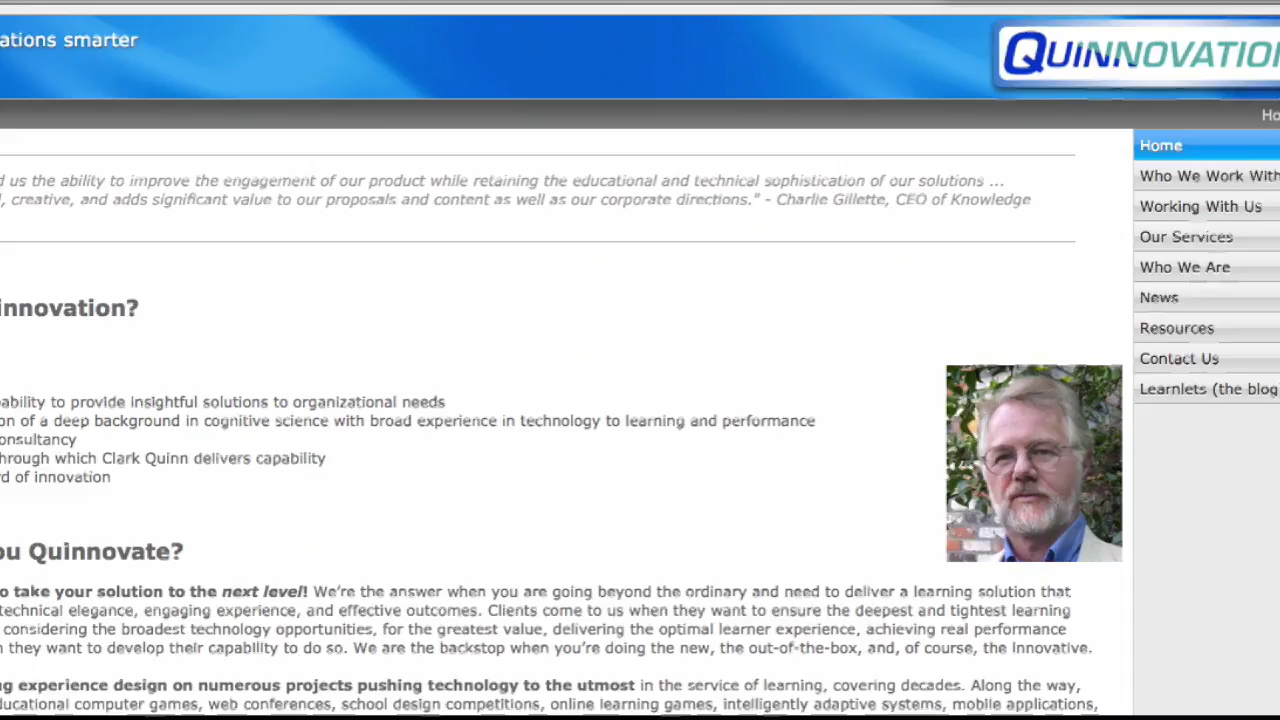 ations smarter
QUINNOVATION
Ho
Home
Who We Work With
Working With Us
Our Services
Who We Are
News
Resources
Contact Us
Learnlets (the blog
d us the ability to improve the engagement of our product while retaining the educational and technical sophistication of our solutions ...
, creative, and adds significant value to our proposals and content as well as our corporate directions." - Charlie Gillette, CEO of Knowledge
innovation?
ability to provide insightful solutions to organizational needs
on of a deep background in cognitive science with broad experience in technology to learning and performance
onsultancy
hrough which Clark Quinn delivers capability
rd of innovation
ou Quinnovate?
o take your solution to the next level! We’re the answer when you are going beyond the ordinary and need to deliver a learning solution that
technical elegance, engaging experience, and effective outcomes. Clients come to us when they want to ensure the deepest and tightest learning
considering the broadest technology opportunities, for the greatest value, delivering the optimal learner experience, achieving real performance
n they want to develop their capability to do so. We are the backstop when you’re doing the new, the out-of-the-box, and, of course, the innovative.
ng experience design on numerous projects pushing technology to the utmost in the service of learning, covering decades. Along the way,
ducational computer games, web conferences, school design competitions, online learning games, intelligently adaptive systems, mobile applications,